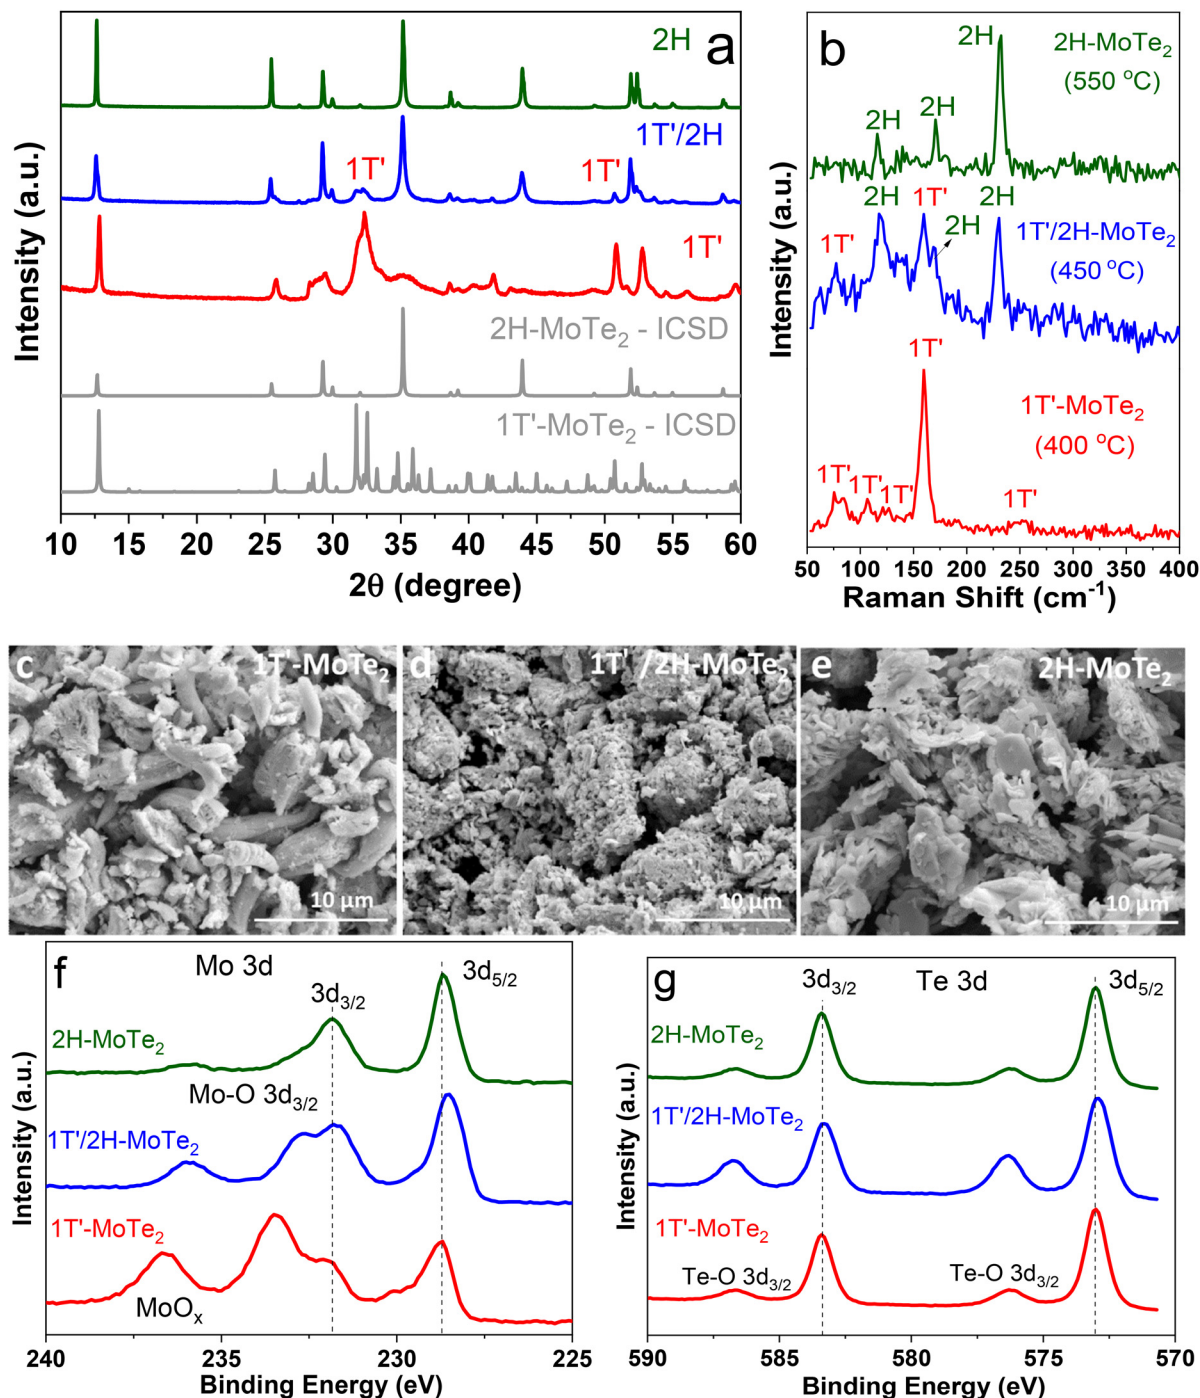 a
2H
1T'/2H
1T'
1T'
1T'
2H-MoTe₂ - ICSD
1T'-MoTe₂ - ICSD
Intensity (a.u.)
10 15 20 25 30 35 40 45 50 55 60
2θ (degree)
b
2H
2H-MoTe₂
(550 °C)
2H
2H
2H
1T'
2H
2H
1T'
1T'/2H-MoTe₂
(450 °C)
1T'
1T'-MoTe₂
(400 °C)
1T'
1T'
1T'
1T'
Intensity (a.u.)
50 100 150 200 250 300 350 400
Raman Shift (cm⁻¹)
c
1T'-MoTe₂
10 µm
d
1T' /2H-MoTe₂
10 µm
e
2H-MoTe₂
10 µm
f
Mo 3d
3d₃/₂
3d₅/₂
2H-MoTe₂
Mo-O 3d₃/₂
1T'/2H-MoTe₂
1T'-MoTe₂
MoOₓ
Intensity (a.u.)
240 235 230 225
Binding Energy (eV)
g
3d₃/₂
Te 3d
3d₅/₂
2H-MoTe₂
1T'/2H-MoTe₂
1T'-MoTe₂
Te-O 3d₃/₂
Te-O 3d₃/₂
Intensity (a.u.)
590 585 580 575 570
Binding Energy (eV)